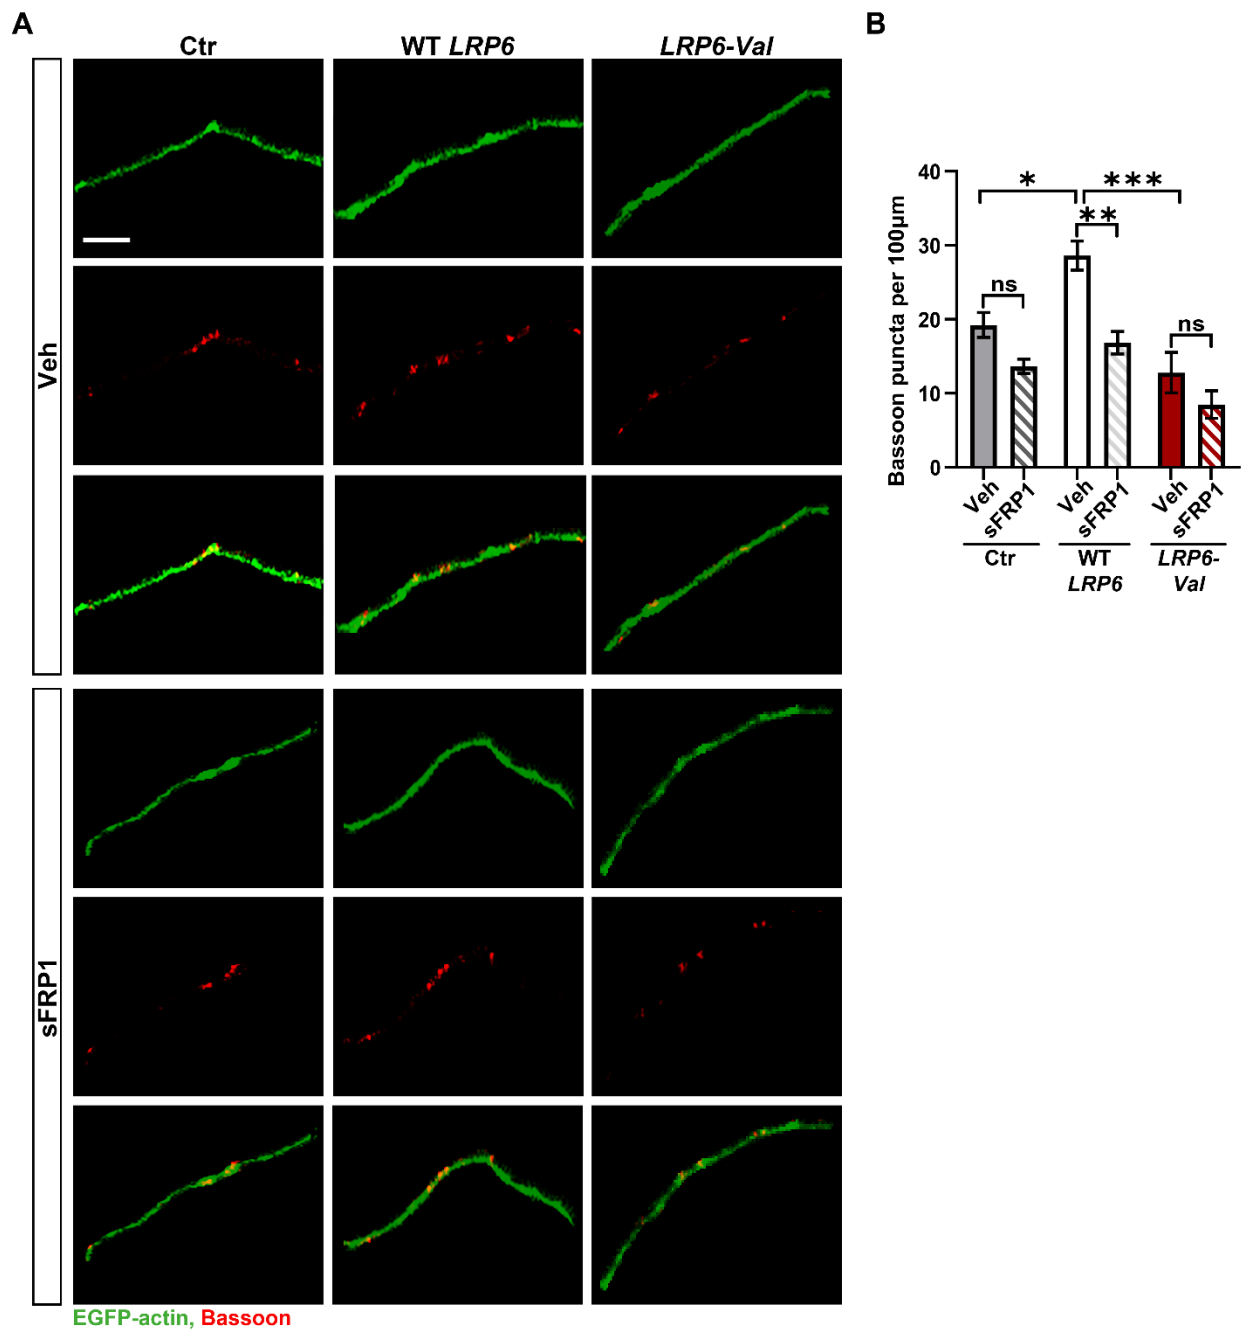 A
Ctr
WT LRP6
LRP6-Val
Veh
sFRP1
EGFP-actin, Bassoon
B
Bassoon puncta per 100µm
40
30
20
10
0
*
***
**
ns
ns
Veh
sFRP1
Veh
sFRP1
Veh
sFRP1
Ctr
WT
LRP6
LRP6-
Val